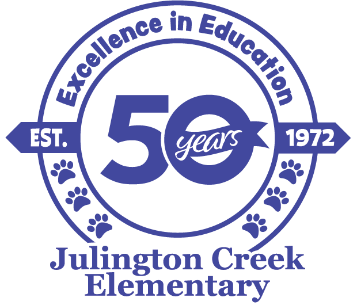 Excellence in Education
EST.
50
years
1972
Julington Creek
Elementary